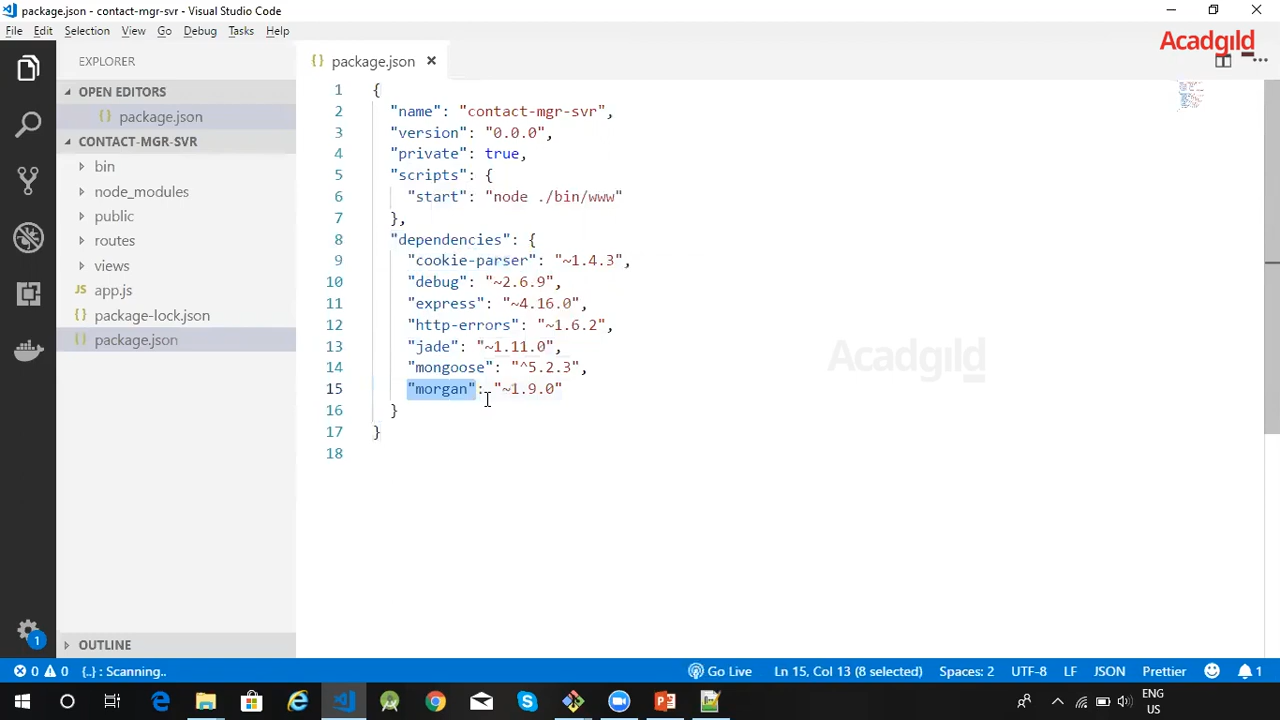 package.json - contact-mgr-svr - Visual Studio Code
File Edit Selection View Go Debug Tasks Help
Acadgild
EXPLORER
OPEN EDITORS
{} package.json
CONTACT-MGR-SVR
bin
node_modules
public
routes
views
JS app.js
{} package-lock.json
{} package.json
OUTLINE
{} package.json
1 {
2 "name": "contact-mgr-svr",
3 "version": "0.0.0",
4 "private": true,
5 "scripts": {
6 "start": "node ./bin/www"
7 },
8 "dependencies": {
9 "cookie-parser": "~1.4.3",
10 "debug": "~2.6.9",
11 "express": "~4.16.0",
12 "http-errors": "~1.6.2",
13 "jade": "~1.11.0",
14 "mongoose": "^5.2.3",
15 "morgan": "~1.9.0"
16 }
17 }
18
Acadgild
1
0 0 {..} : Scanning.. Go Live Ln 15, Col 13 (8 selected) Spaces: 2 UTF-8 LF JSON Prettier 1
ENG
US